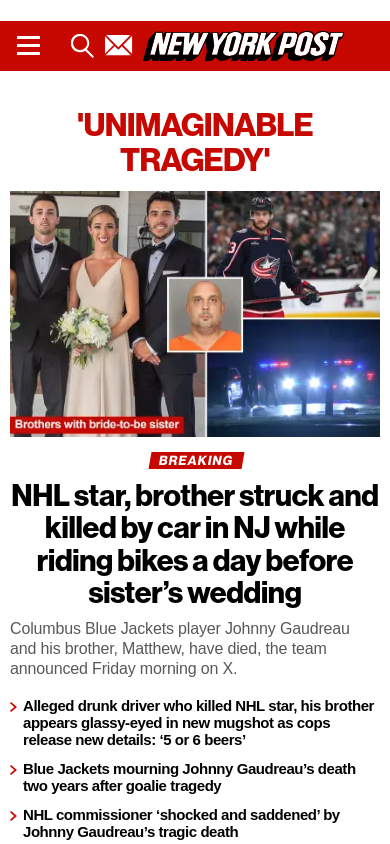 NEW YORK POST
'UNIMAGINABLE
TRAGEDY'
13
Brothers with bride-to-be sister
BREAKING
NHL star, brother struck and
killed by car in NJ while
riding bikes a day before
sister’s wedding
Columbus Blue Jackets player Johnny Gaudreau
and his brother, Matthew, have died, the team
announced Friday morning on X.
Alleged drunk driver who killed NHL star, his brother
appears glassy-eyed in new mugshot as cops
release new details: ‘5 or 6 beers’
Blue Jackets mourning Johnny Gaudreau’s death
two years after goalie tragedy
NHL commissioner ‘shocked and saddened’ by
Johnny Gaudreau’s tragic death